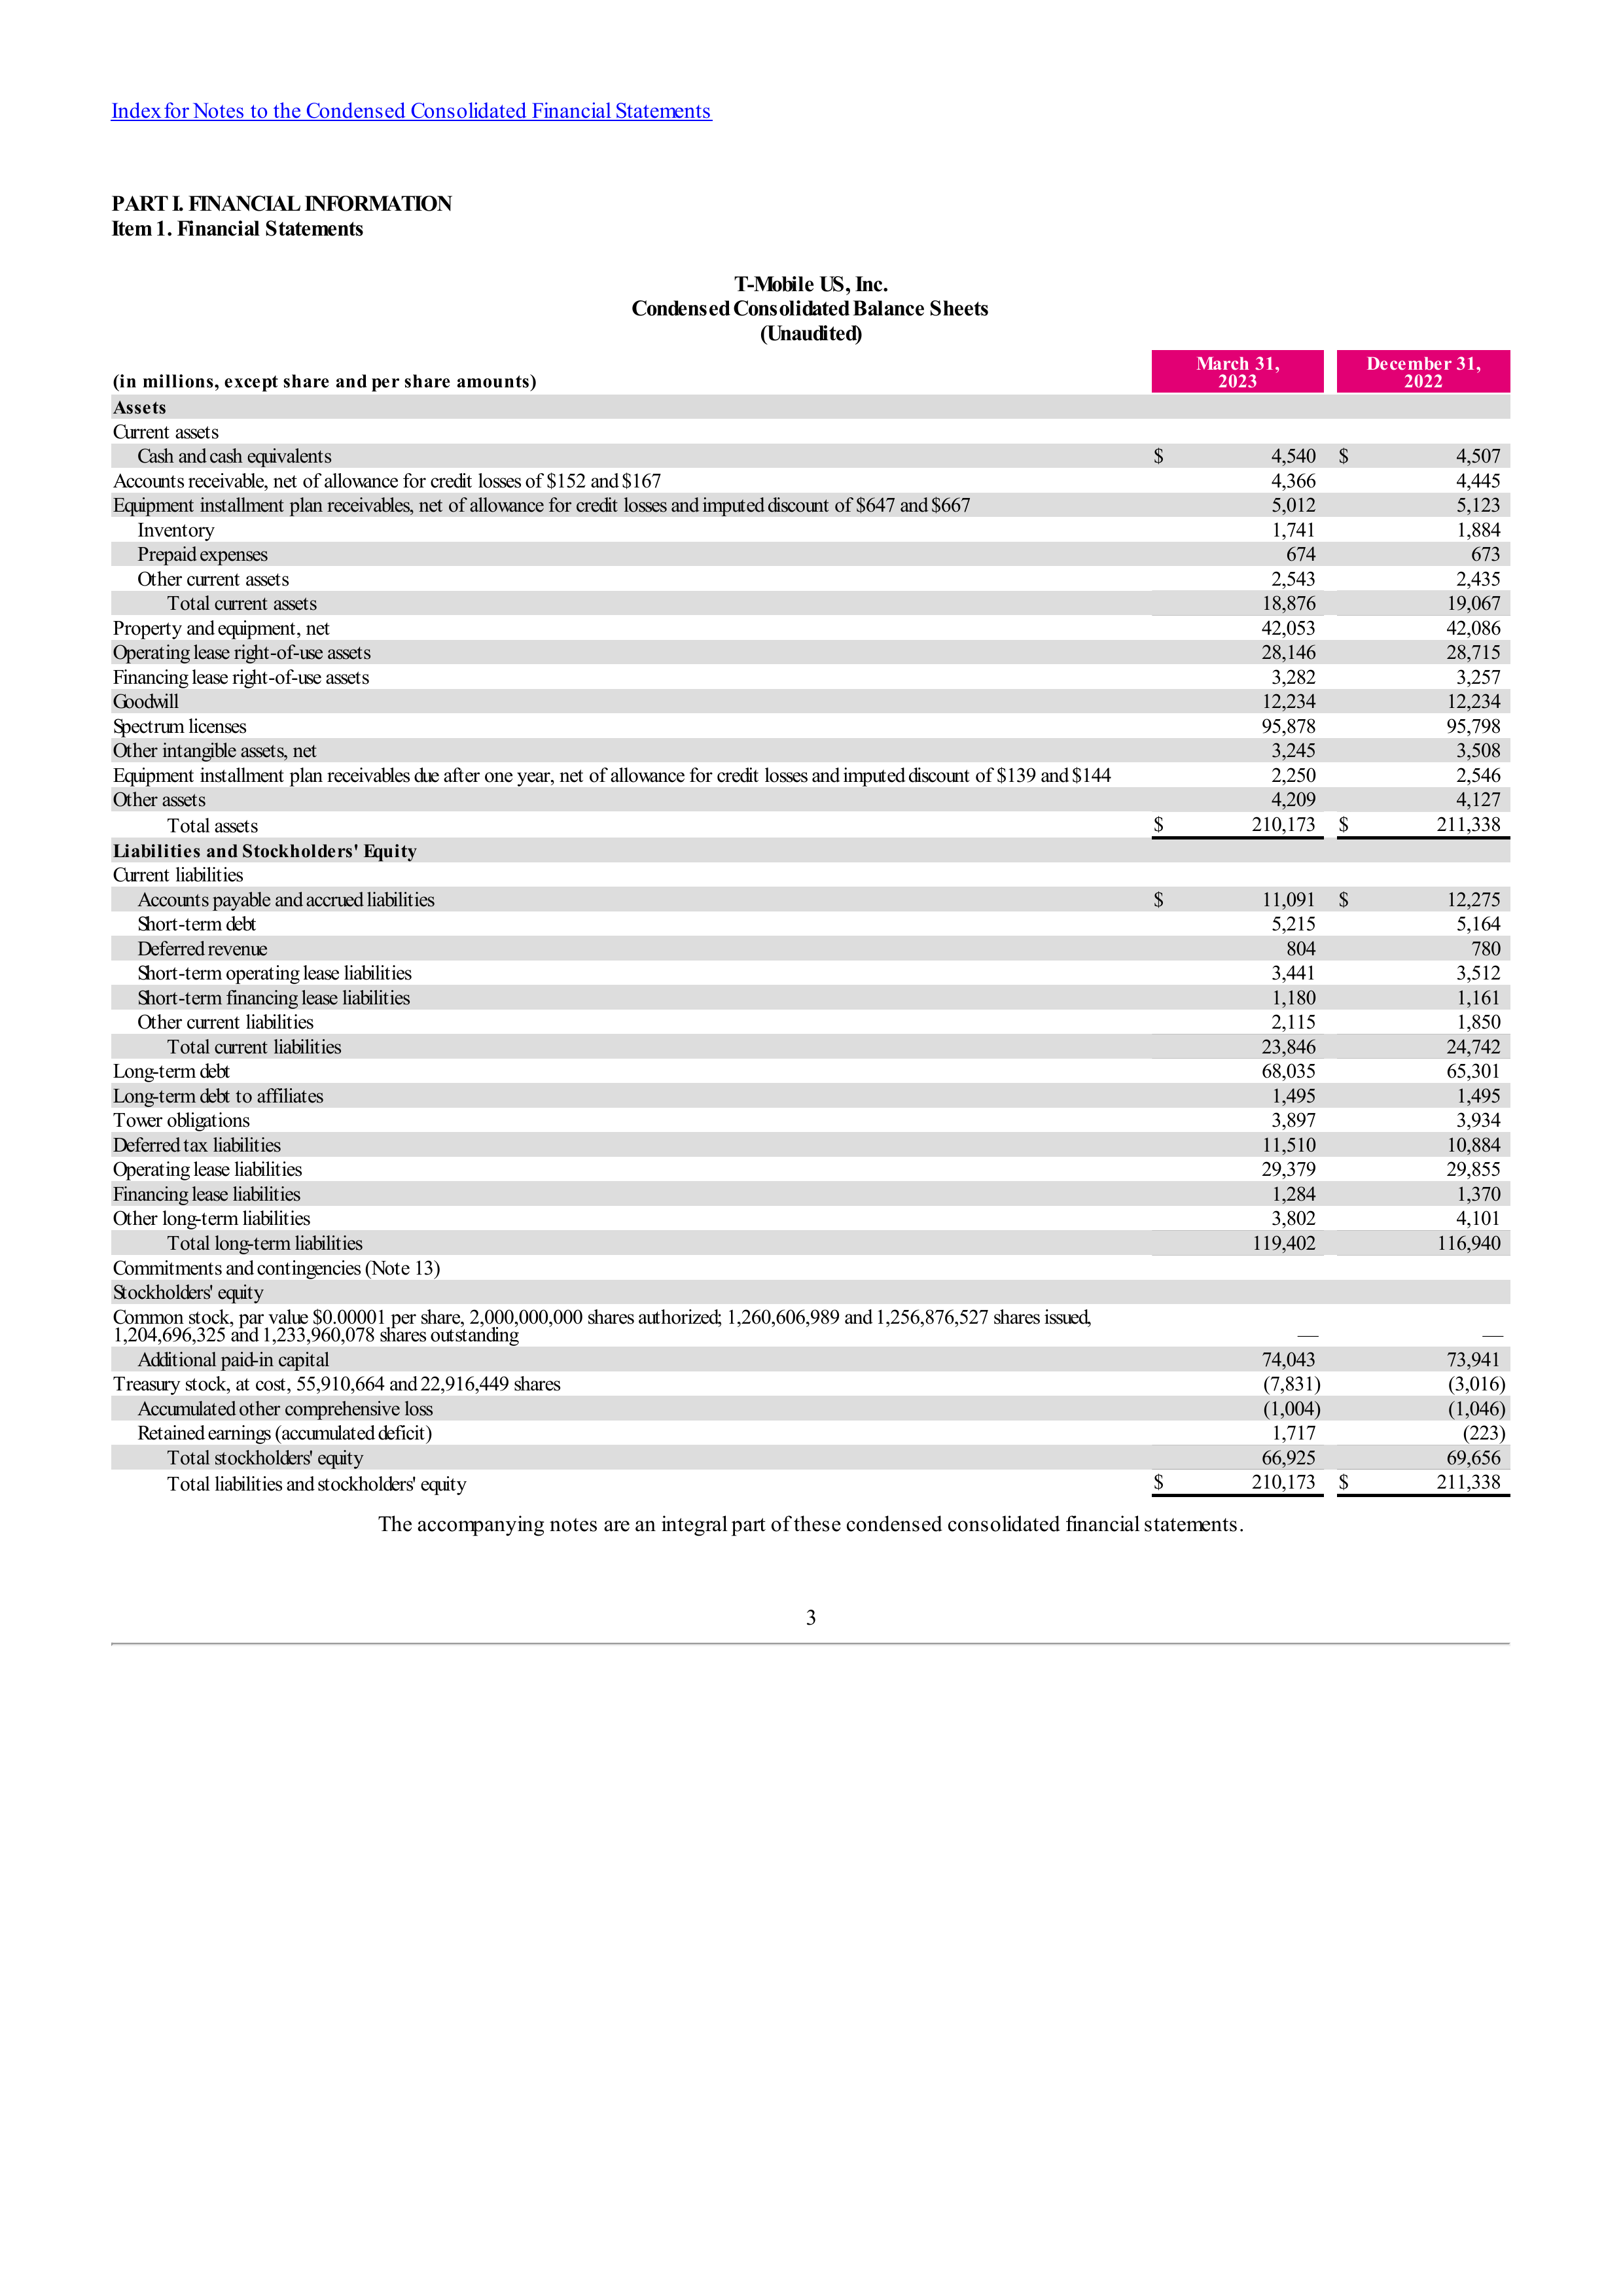 Index for Notes to the Condensed Consolidated Financial Statements
PART I. FINANCIAL INFORMATION
Item 1. Financial Statements
T-Mobile US, Inc.
Condensed Consolidated Balance Sheets
(Unaudited)
(in millions, except share and per share amounts) March 31, 2023 December 31, 2022
Assets
Current assets
Cash and cash equivalents $ 4,540 $ 4,507
Accounts receivable, net of allowance for credit losses of $152 and $167 4,366 4,445
Equipment installment plan receivables, net of allowance for credit losses and imputed discount of $647 and $667 5,012 5,123
Inventory 1,741 1,884
Prepaid expenses 674 673
Other current assets 2,543 2,435
Total current assets 18,876 19,067
Property and equipment, net 42,053 42,086
Operating lease right-of-use assets 28,146 28,715
Financing lease right-of-use assets 3,282 3,257
Goodwill 12,234 12,234
Spectrum licenses 95,878 95,798
Other intangible assets, net 3,245 3,508
Equipment installment plan receivables due after one year, net of allowance for credit losses and imputed discount of $139 and $144 2,250 2,546
Other assets 4,209 4,127
Total assets $ 210,173 $ 211,338
Liabilities and Stockholders' Equity
Current liabilities
Accounts payable and accrued liabilities $ 11,091 $ 12,275
Short-term debt 5,215 5,164
Deferred revenue 804 780
Short-term operating lease liabilities 3,441 3,512
Short-term financing lease liabilities 1,180 1,161
Other current liabilities 2,115 1,850
Total current liabilities 23,846 24,742
Long-term debt 68,035 65,301
Long-term debt to affiliates 1,495 1,495
Tower obligations 3,897 3,934
Deferred tax liabilities 11,510 10,884
Operating lease liabilities 29,379 29,855
Financing lease liabilities 1,284 1,370
Other long-term liabilities 3,802 4,101
Total long-term liabilities 119,402 116,940
Commitments and contingencies (Note 13)
Stockholders' equity
Common stock, par value $0.00001 per share, 2,000,000,000 shares authorized; 1,260,606,989 and 1,256,876,527 shares issued,
1,204,696,325 and 1,233,960,078 shares outstanding — —
Additional paid-in capital 74,043 73,941
Treasury stock, at cost, 55,910,664 and 22,916,449 shares (7,831) (3,016)
Accumulated other comprehensive loss (1,004) (1,046)
Retained earnings (accumulated deficit) 1,717 (223)
Total stockholders' equity 66,925 69,656
Total liabilities and stockholders' equity $ 210,173 $ 211,338
The accompanying notes are an integral part of these condensed consolidated financial statements.
3